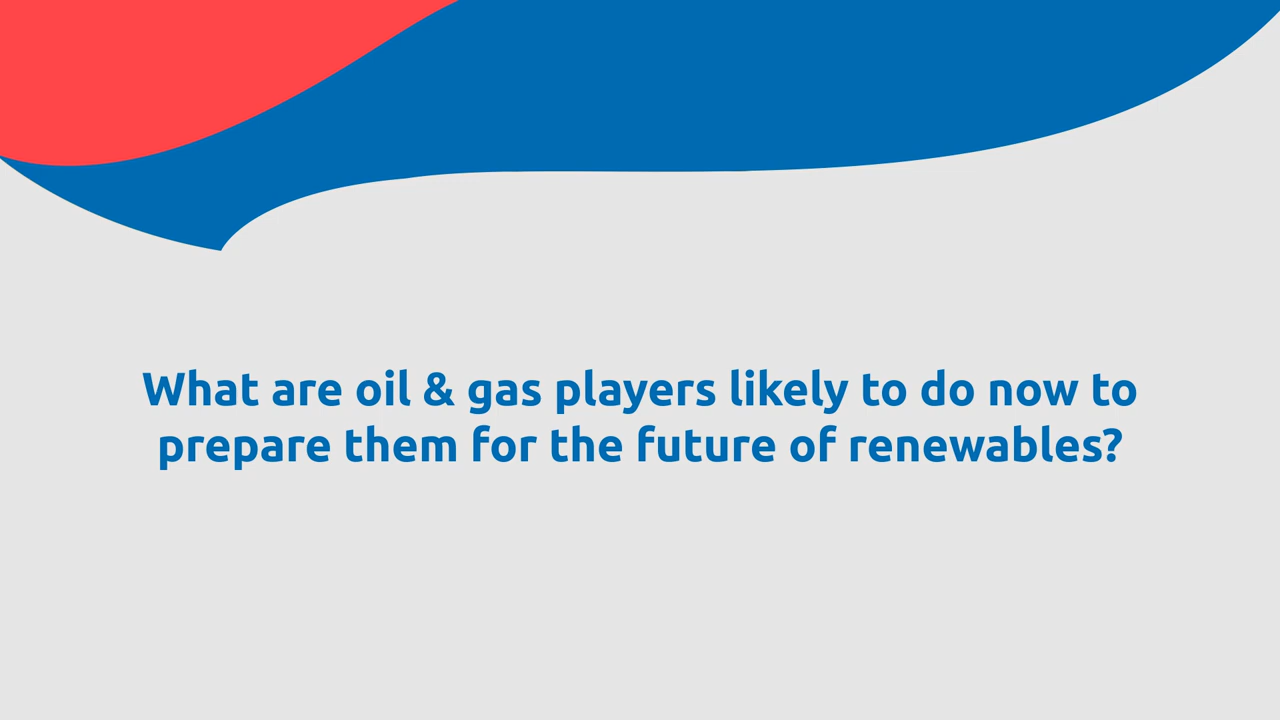 What are oil & gas players likely to do now to
prepare them for the future of renewables?